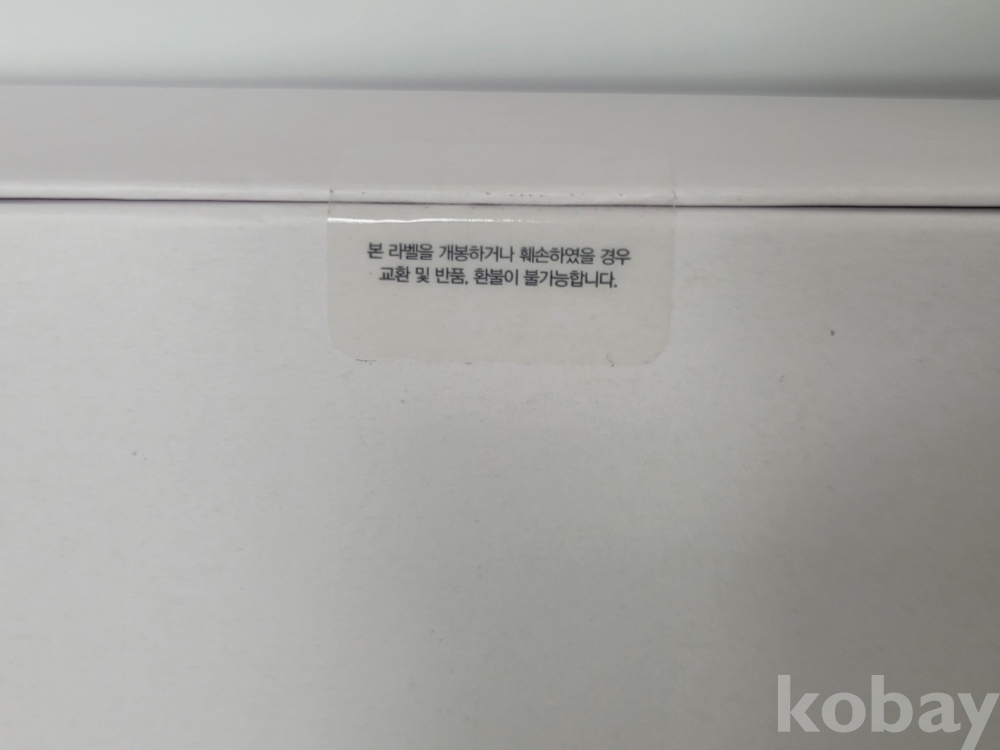 본 라벨을 개봉하거나 훼손하였을 경우
교환 및 반품, 환불이 불가능합니다.
kobay